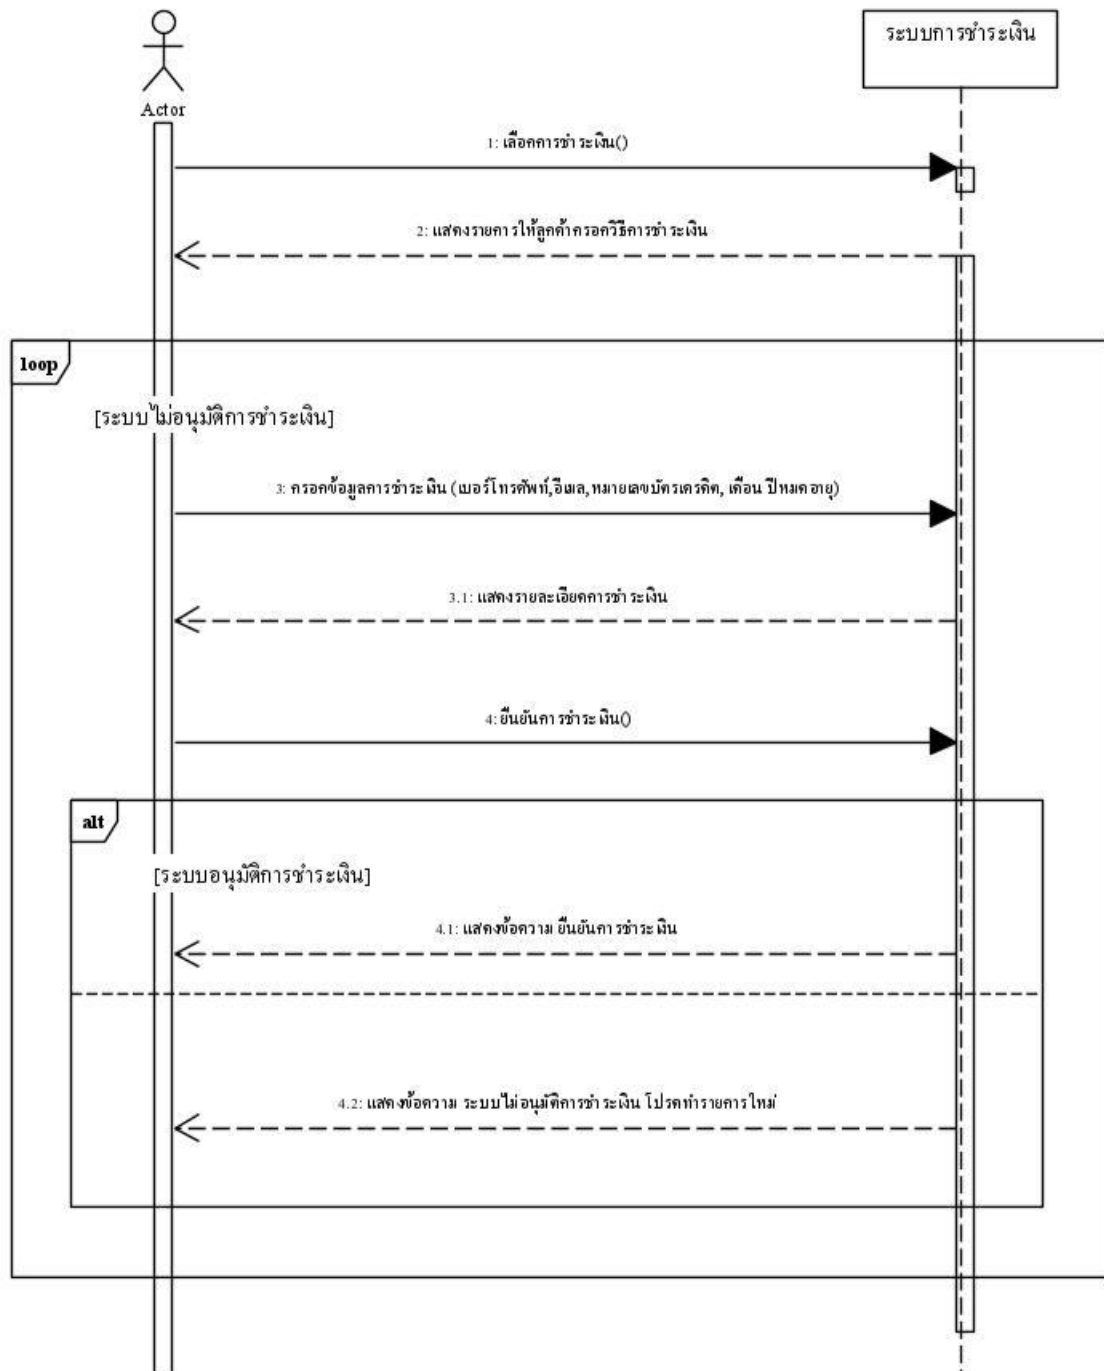 ระบบการชำระเงิน
Actor
1: เลือกการชำระเงิน()
2: แสดงรายการให้ลูกค้ากรอกวิธีการชำระเงิน
loop
[ระบบไม่อนุมัติการชำระเงิน]
3: กรอกข้อมูลการชำระเงิน (เบอร์โทรศัพท์,อีเมล,หมายเลขบัตรเครดิต, เดือน ปีหมดอายุ)
3.1: แสดงรายละเอียดการชำระเงิน
4: ยืนยันการชำระเงิน()
alt
[ระบบอนุมัติการชำระเงิน]
4.1: แสดงข้อความ ยืนยันการชำระเงิน
4.2: แสดงข้อความ ระบบไม่อนุมัติการชำระเงิน โปรดทำรายการใหม่